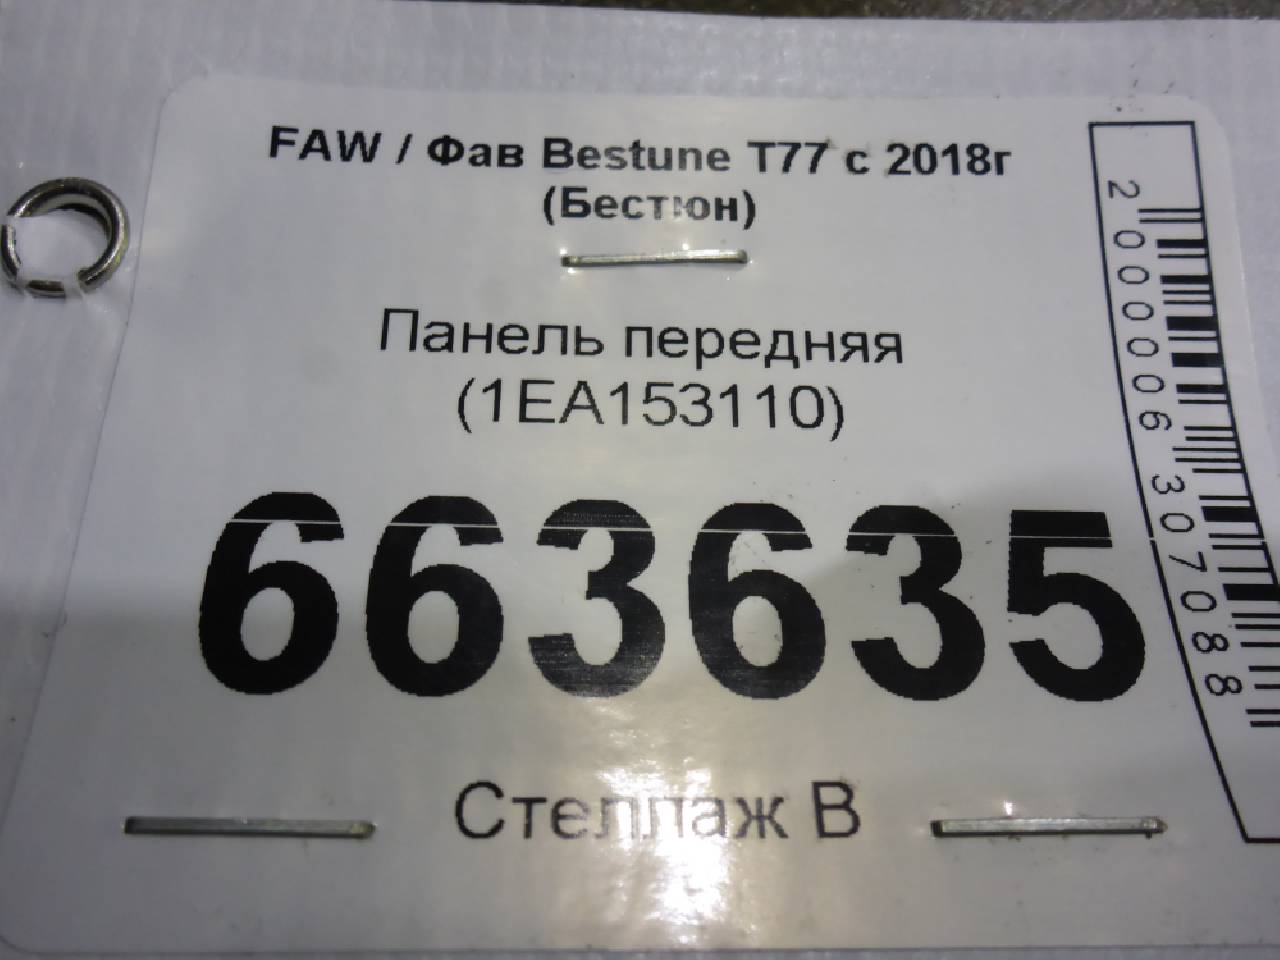 FAW / Фав Bestune T77 с 2018г
(Бестюн)
Панель передняя
(1EA153110)
663635
Стеллаж В
2000006307088